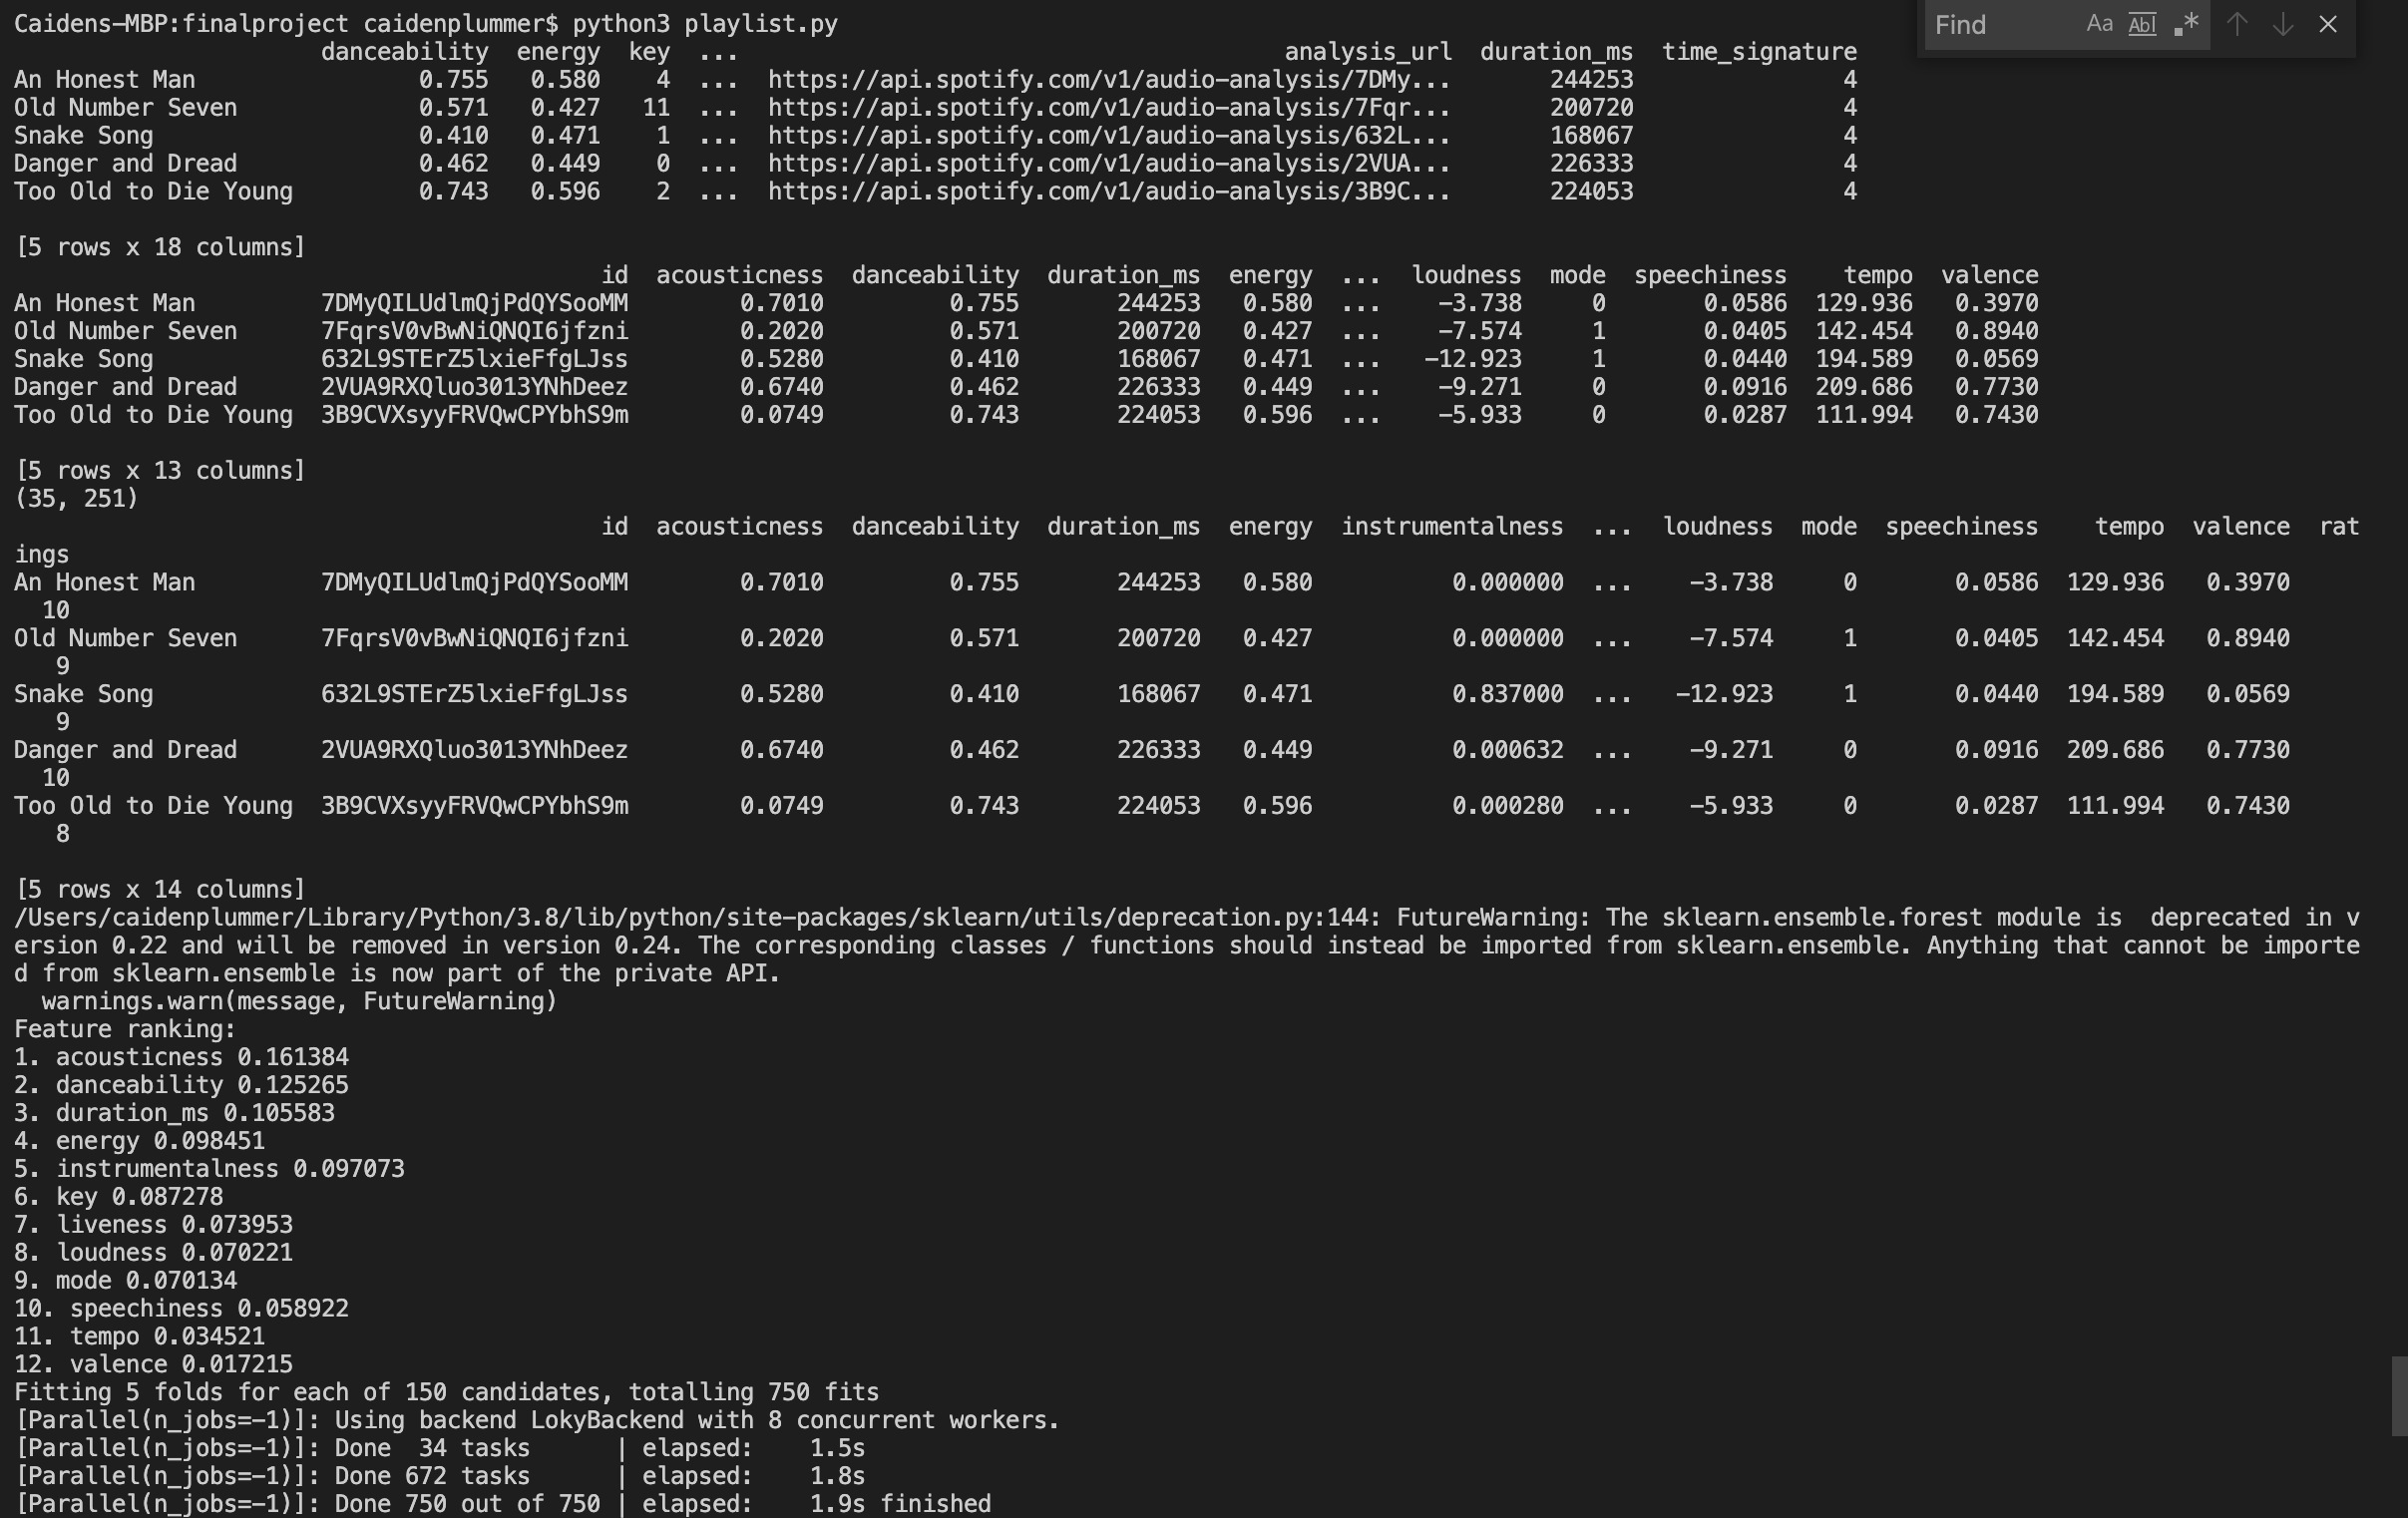 Caidens-MBP:finalproject caidenplummer$ python3 playlist.py
Find Aa Abl .*
danceability energy key ... analysis_url duration_ms time_signature
An Honest Man 0.755 0.580 4 ... https://api.spotify.com/v1/audio-analysis/7DMy... 244253 4
Old Number Seven 0.571 0.427 11 ... https://api.spotify.com/v1/audio-analysis/7Fqr... 200720 4
Snake Song 0.410 0.471 1 ... https://api.spotify.com/v1/audio-analysis/632L... 168067 4
Danger and Dread 0.462 0.449 0 ... https://api.spotify.com/v1/audio-analysis/2VUA... 226333 4
Too Old to Die Young 0.743 0.596 2 ... https://api.spotify.com/v1/audio-analysis/3B9C... 224053 4
[5 rows x 18 columns]
id acousticness danceability duration_ms energy ... loudness mode speechiness tempo valence
An Honest Man 7DMyQILUdlmQjPdQYSooMM 0.7010 0.755 244253 0.580 ... -3.738 0 0.0586 129.936 0.3970
Old Number Seven 7FqrsV0vBwNiQNQI6jfzni 0.2020 0.571 200720 0.427 ... -7.574 1 0.0405 142.454 0.8940
Snake Song 632L9STErZ5lxieFfgLJss 0.5280 0.410 168067 0.471 ... -12.923 1 0.0440 194.589 0.0569
Danger and Dread 2VUA9RXQluo3013YNhDeez 0.6740 0.462 226333 0.449 ... -9.271 0 0.0916 209.686 0.7730
Too Old to Die Young 3B9CVXsyyFRVQwCPYbhS9m 0.0749 0.743 224053 0.596 ... -5.933 0 0.0287 111.994 0.7430
[5 rows x 13 columns]
(35, 251)
id acousticness danceability duration_ms energy instrumentalness ... loudness mode speechiness tempo valence rat
ings
An Honest Man 7DMyQILUdlmQjPdQYSooMM 0.7010 0.755 244253 0.580 0.000000 ... -3.738 0 0.0586 129.936 0.3970
10
Old Number Seven 7FqrsV0vBwNiQNQI6jfzni 0.2020 0.571 200720 0.427 0.000000 ... -7.574 1 0.0405 142.454 0.8940
9
Snake Song 632L9STErZ5lxieFfgLJss 0.5280 0.410 168067 0.471 0.837000 ... -12.923 1 0.0440 194.589 0.0569
9
Danger and Dread 2VUA9RXQluo3013YNhDeez 0.6740 0.462 226333 0.449 0.000632 ... -9.271 0 0.0916 209.686 0.7730
10
Too Old to Die Young 3B9CVXsyyFRVQwCPYbhS9m 0.0749 0.743 224053 0.596 0.000280 ... -5.933 0 0.0287 111.994 0.7430
8
[5 rows x 14 columns]
/Users/caidenplummer/Library/Python/3.8/lib/python/site-packages/sklearn/utils/deprecation.py:144: FutureWarning: The sklearn.ensemble.forest module is  deprecated in v
ersion 0.22 and will be removed in version 0.24. The corresponding classes / functions should instead be imported from sklearn.ensemble. Anything that cannot be importe
d from sklearn.ensemble is now part of the private API.
warnings.warn(message, FutureWarning)
Feature ranking:
1. acousticness 0.161384
2. danceability 0.125265
3. duration_ms 0.105583
4. energy 0.098451
5. instrumentalness 0.097073
6. key 0.087278
7. liveness 0.073953
8. loudness 0.070221
9. mode 0.070134
10. speechiness 0.058922
11. tempo 0.034521
12. valence 0.017215
Fitting 5 folds for each of 150 candidates, totalling 750 fits
[Parallel(n_jobs=-1)]: Using backend LokyBackend with 8 concurrent workers.
[Parallel(n_jobs=-1)]: Done  34 tasks      | elapsed:    1.5s
[Parallel(n_jobs=-1)]: Done 672 tasks      | elapsed:    1.8s
[Parallel(n_jobs=-1)]: Done 750 out of 750 | elapsed:    1.9s finished